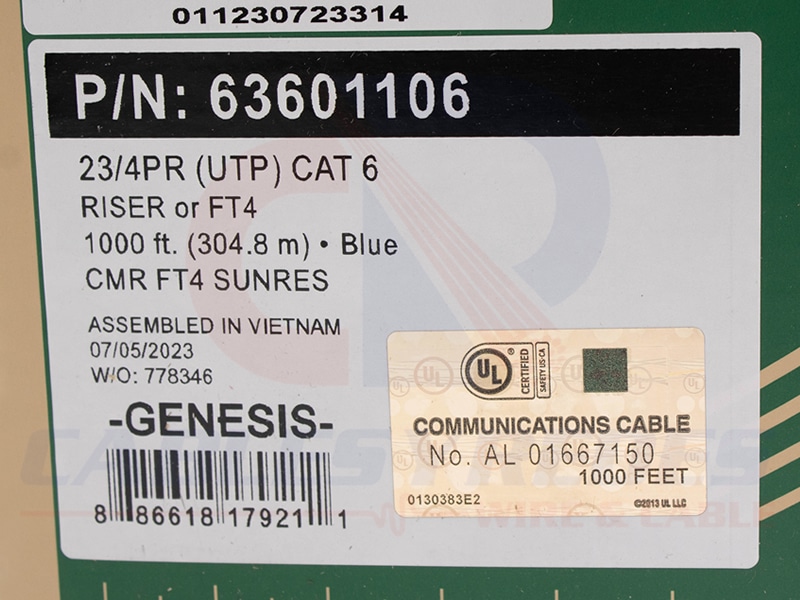 011230723314
P/N: 63601106
23/4PR (UTP) CAT 6
RISER or FT4
1000 ft. (304.8 m) • Blue
CMR FT4 SUNRES
ASSEMBLED IN VIETNAM
07/05/2023
W/O: 778346
-GENESIS-
8 86618 17921 1
UL ®
CERTIFIED
SAFETY US-CA
COMMUNICATIONS CABLE
No. AL 01667150
1000 FEET
0130383E2
©2013 UL LLC
WIRE & CABLE